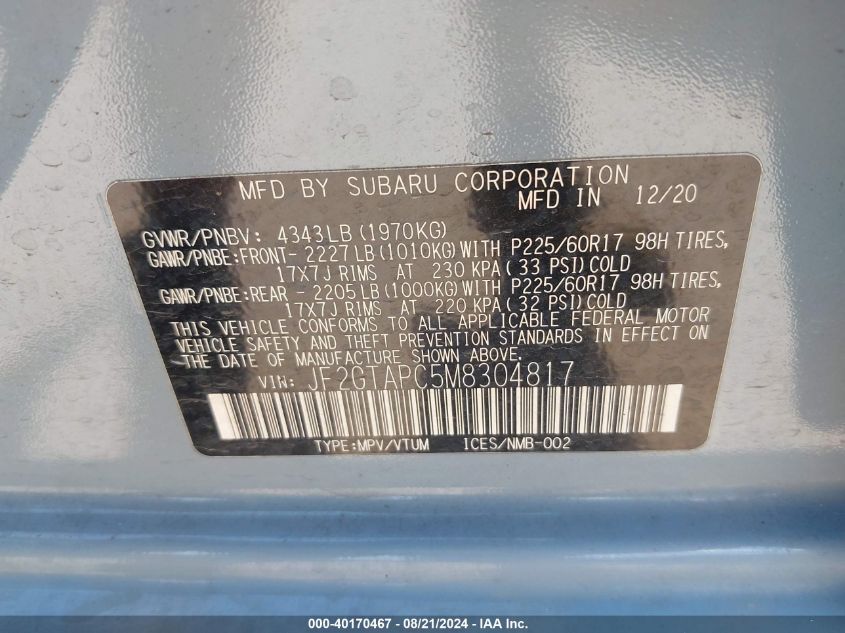 MFD BY SUBARU CORPORATION
MFD IN 12/20
GVWR/PNBV: 4343LB(1970KG)
GAWR/PNBE:FRONT- 2227LB(1010KG)WITH P225/60R17 98H TIRES,
17X7J RIMS AT 230 KPA(33 PSI)COLD
GAWR/PNBE:REAR - 2205LB(1000KG)WITH P225/60R17 98H TIRES,
17X7J RIMS AT 220 KPA(32 PSI)COLD
THIS VEHICLE CONFORMS TO ALL APPLICABLE FEDERAL MOTOR
VEHICLE SAFETY AND THEFT PREVENTION STANDARDS IN EFFECT ON
THE DATE OF MANUFACTURE SHOWN ABOVE.
VIN: JF2GTAPC5M8304817
TYPE:MPV/VTUM ICES/NMB-002
000-40170467 - 08/21/2024 - IAA Inc.